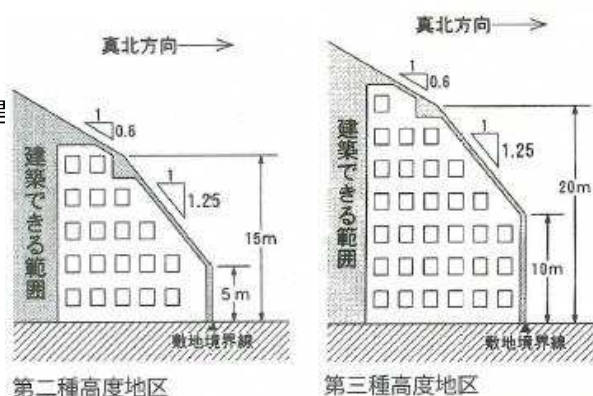 真北方向
1
0.6
1
1.25
15m
5m
建築できる範囲
敷地境界線
第二種高度地区
真北方向
1
0.6
1
1.25
20m
10m
建築できる範囲
敷地境界線
第三種高度地区